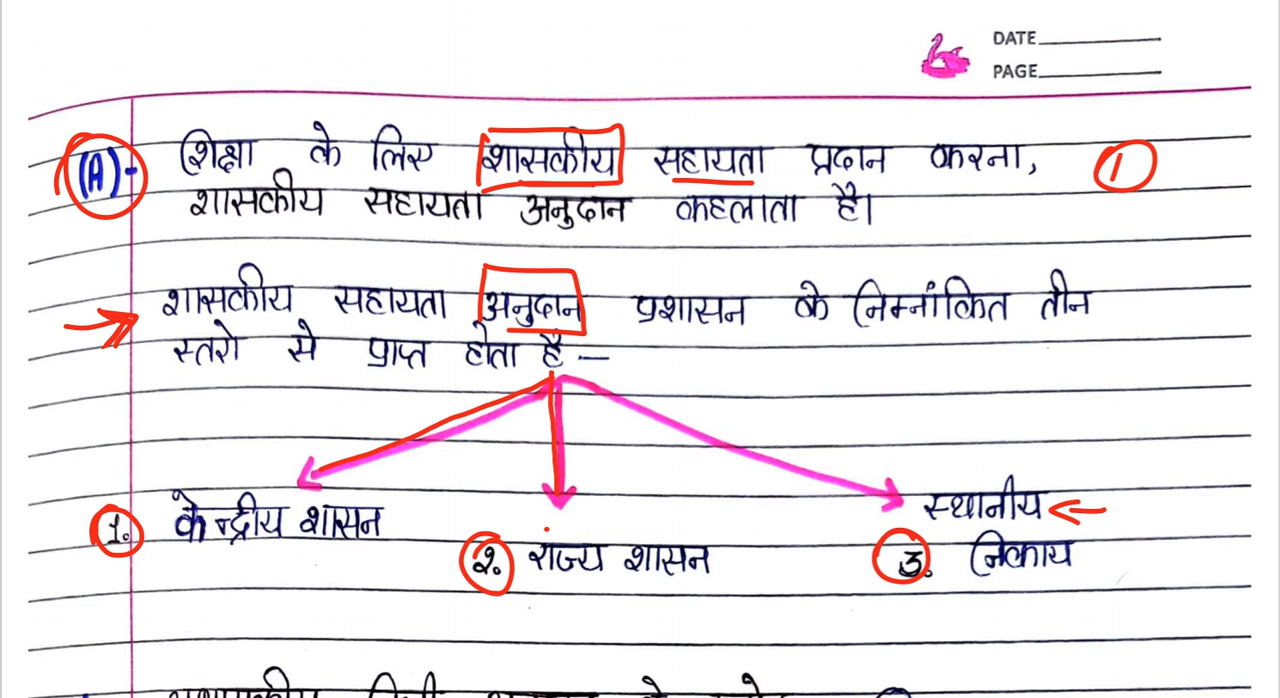 DATE
PAGE
(A)- शिक्षा के लिए शासकीय सहायता प्रदान करना, 1
शासकीय सहायता अनुदान कहलाता है।
शासकीय सहायता अनुदान प्रशासन के निम्नांकित तीन
स्तरो से प्राप्त होता है —
1. केन्द्रीय शासन
2. राज्य शासन
स्थानीय
3. निकाय